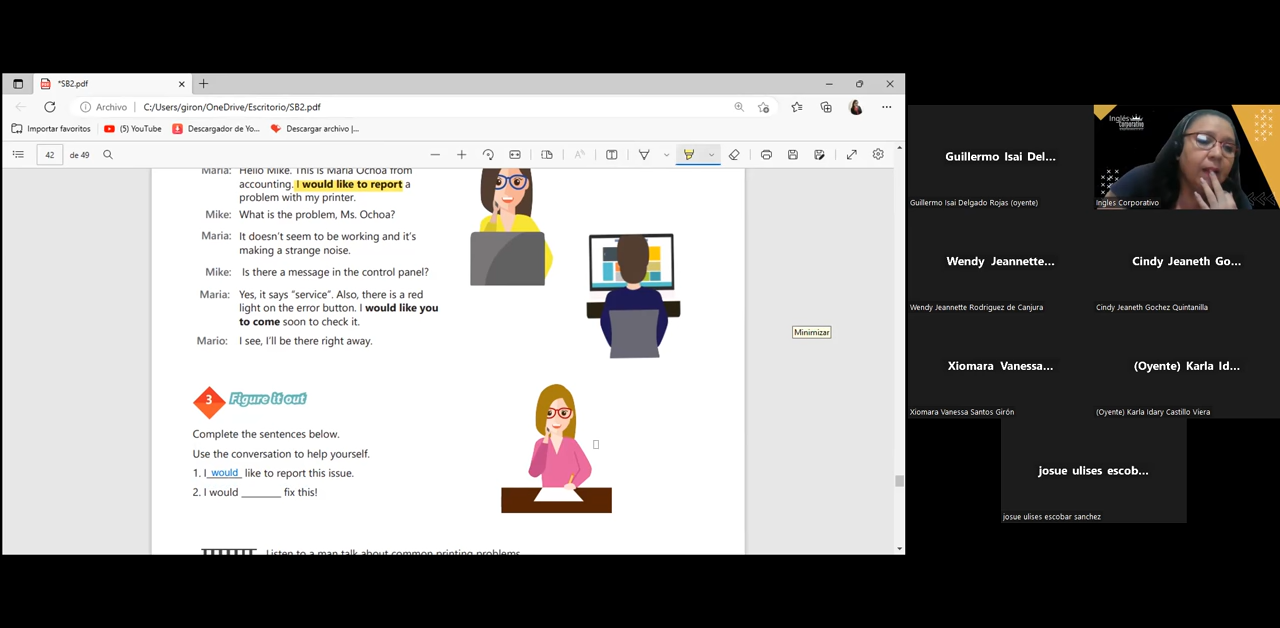 *SB2.pdf
Archivo
C:/Users/giron/OneDrive/Escritorio/SB2.pdf
Importar favoritos
(5) YouTube
Descargador de Yo...
Descargar archivo |...
42
de 49
Maria: Hello Mike. This is Maria Ochoa from
accounting. I would like to report a
problem with my printer.
Mike: What is the problem, Ms. Ochoa?
Maria: It doesn't seem to be working and it's
making a strange noise.
Mike: Is there a message in the control panel?
Maria: Yes, it says "service". Also, there is a red
light on the error button. I would like you
to come soon to check it.
Mario: I see, I'll be there right away.
Minimizar
3 Figure it out
Complete the sentences below.
Use the conversation to help yourself.
1. I would like to report this issue.
2. I would ________ fix this!
Listen to a man talk about common printing problems
Guillermo Isai Del...
Guillermo Isai Delgado Rojas (oyente)
Inglés
Corporativo
Ingles Corporativo
Wendy Jeannette...
Wendy Jeannette Rodriguez de Canjura
Cindy Jeaneth Go...
Cindy Jeaneth Gochez Quintanilla
Xiomara Vanessa...
Xiomara Vanessa Santos Girón
(Oyente) Karla Id...
(Oyente) Karla Idary Castillo Viera
josue ulises escob...
josue ulises escobar sanchez